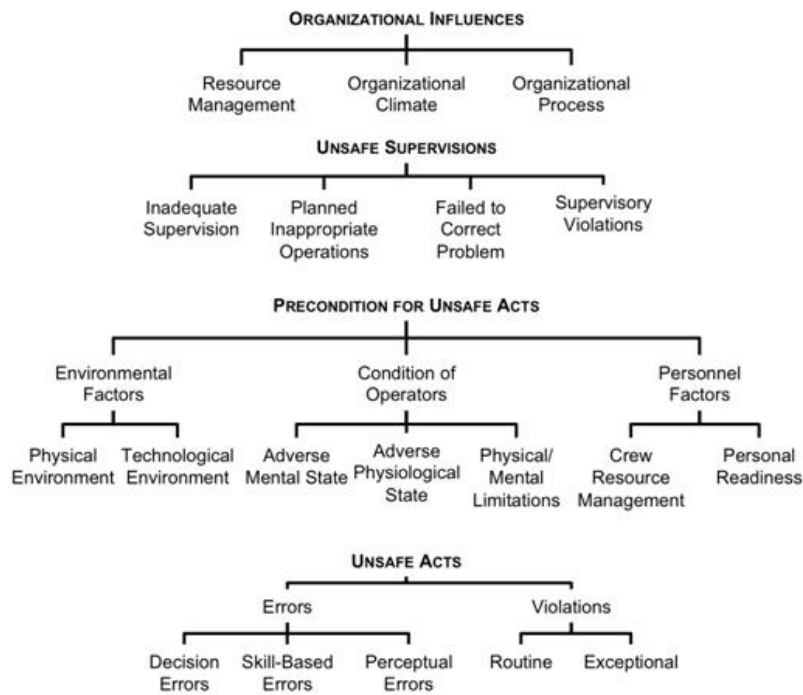 ORGANIZATIONAL INFLUENCES
Resource
Management
Organizational
Climate
Organizational
Process
UNSAFE SUPERVISIONS
Inadequate
Supervision
Planned
Inappropriate
Operations
Failed to
Correct
Problem
Supervisory
Violations
PRECONDITION FOR UNSAFE ACTS
Environmental
Factors
Condition of
Operators
Personnel
Factors
Physical
Environment
Technological
Environment
Adverse
Mental State
Adverse
Physiological
State
Physical/
Mental
Limitations
Crew
Resource
Management
Personal
Readiness
UNSAFE ACTS
Errors
Violations
Decision
Errors
Skill-Based
Errors
Perceptual
Errors
Routine
Exceptional